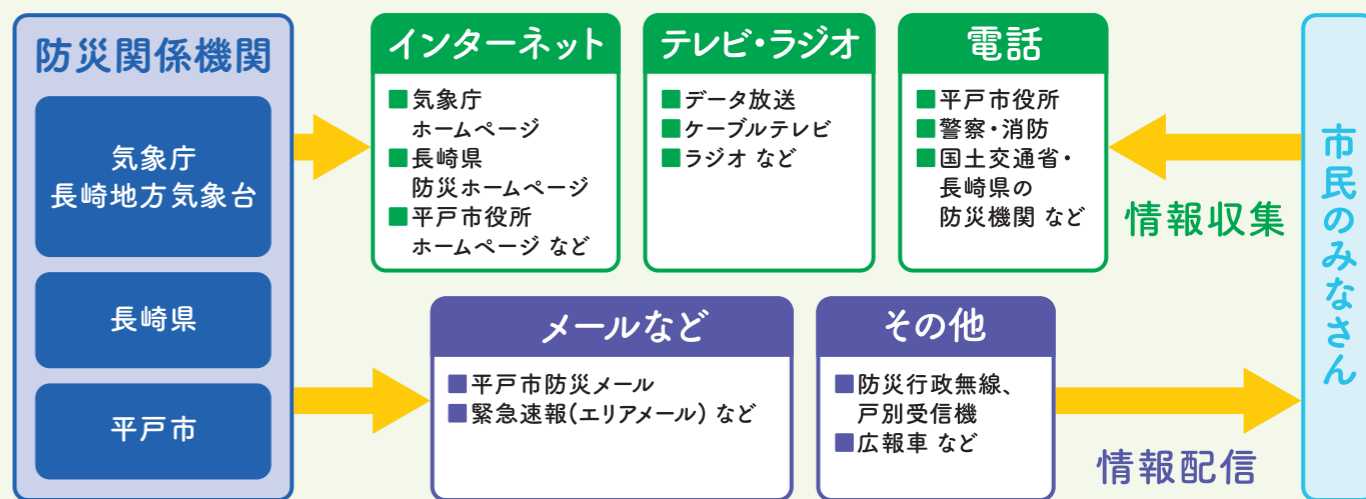 防災関係機関
気象庁
長崎地方気象台
長崎県
平戸市
インターネット
■気象庁
ホームページ
■長崎県
防災ホームページ
■平戸市役所
ホームページ など
テレビ・ラジオ
■データ放送
■ケーブルテレビ
■ラジオ など
電話
■平戸市役所
■警察・消防
■国土交通省・
長崎県の
防災機関 など
情報収集
メールなど
■平戸市防災メール
■緊急速報(エリアメール) など
その他
■防災行政無線、
戸別受信機
■広報車 など
情報配信
市民のみなさん